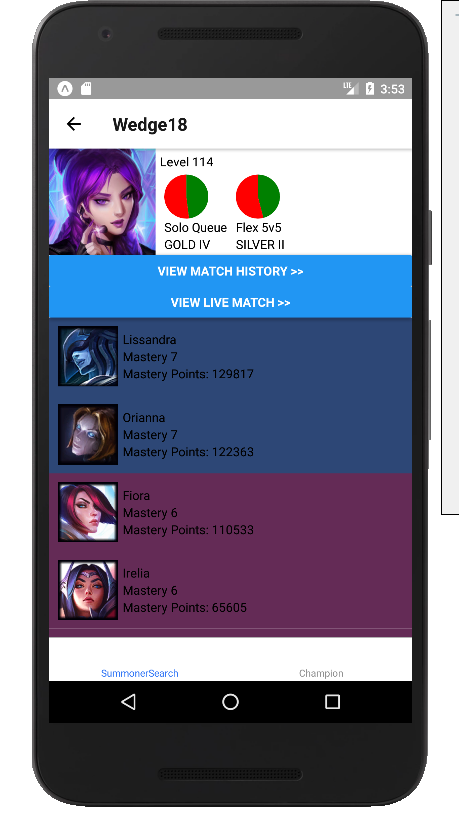 LTE 3:53
Wedge18
Level 114
Solo Queue Flex 5v5
GOLD IV SILVER II
VIEW MATCH HISTORY >>
VIEW LIVE MATCH >>
Lissandra
Mastery 7
Mastery Points: 129817
Orianna
Mastery 7
Mastery Points: 122363
Fiora
Mastery 6
Mastery Points: 110533
Irelia
Mastery 6
Mastery Points: 65605
SummonerSearch Champion